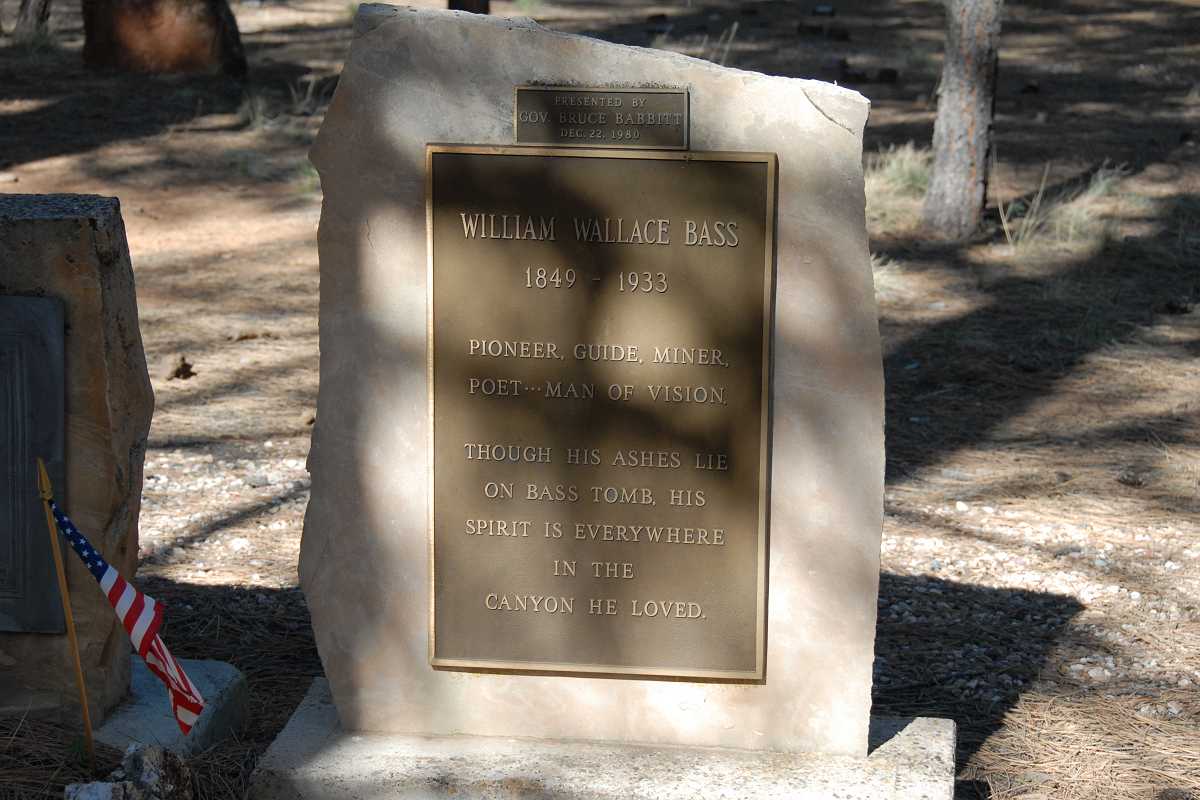 PRESENTED BY
GOV. BRUCE BABBITT
DEC. 22, 1980
WILLIAM WALLACE BASS
1849 - 1933
PIONEER, GUIDE, MINER,
POET···MAN OF VISION.
THOUGH HIS ASHES LIE
ON BASS TOMB, HIS
SPIRIT IS EVERYWHERE
IN THE
CANYON HE LOVED.